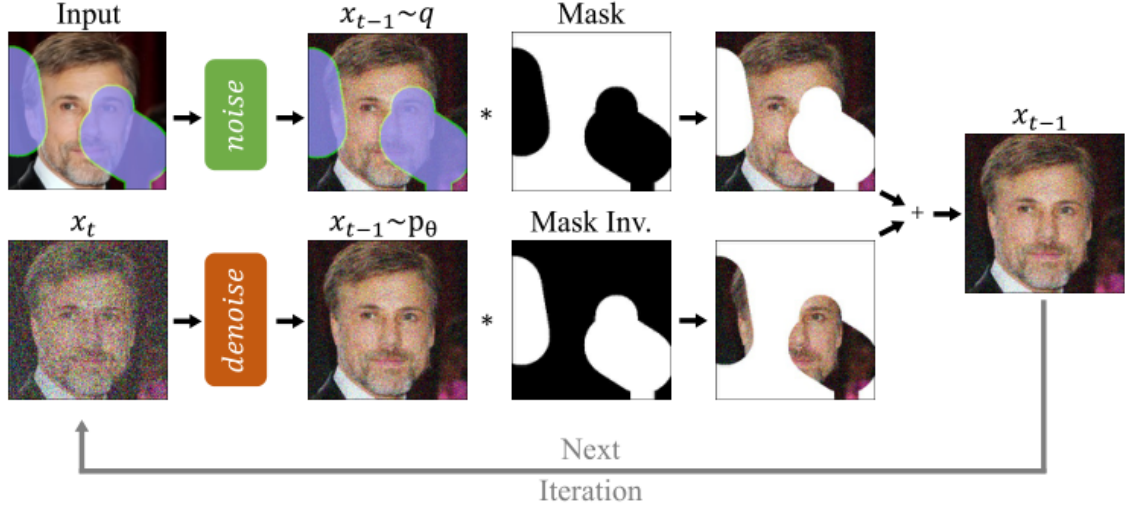 Input
x_{t−1}~q
Mask
noise
*
x_{t−1}
+
x_t
x_{t−1}~p_θ
Mask Inv.
denoise
*
Next
Iteration